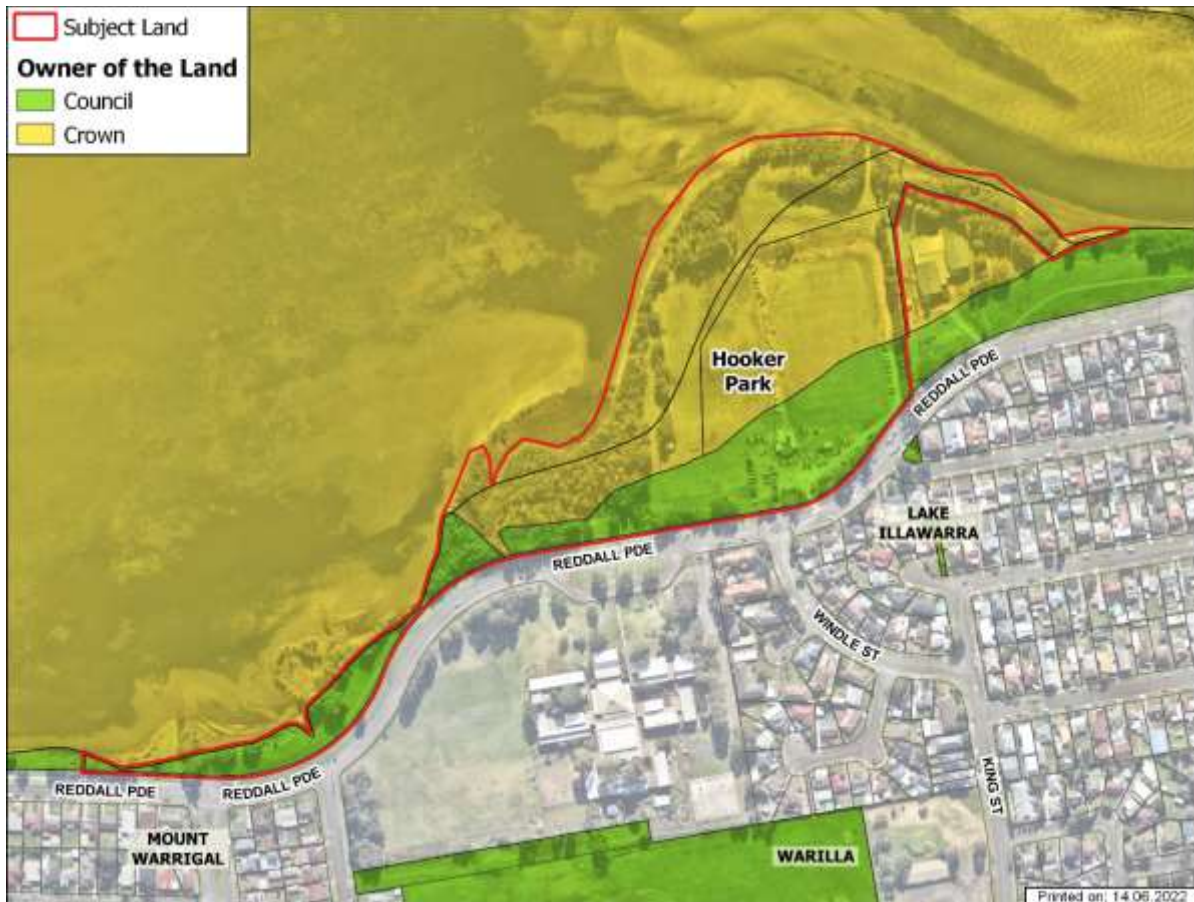 Subject Land
Owner of the Land
Council
Crown
Hooker
Park
REDDALL PDE
LAKE
ILLAWARRA
REDDALL PDE
WINDLE ST
KING ST
REDDALL PDE
REDDALL PDE
MOUNT
WARRIGAL
WARILLA
Printed on: 14.06.2022